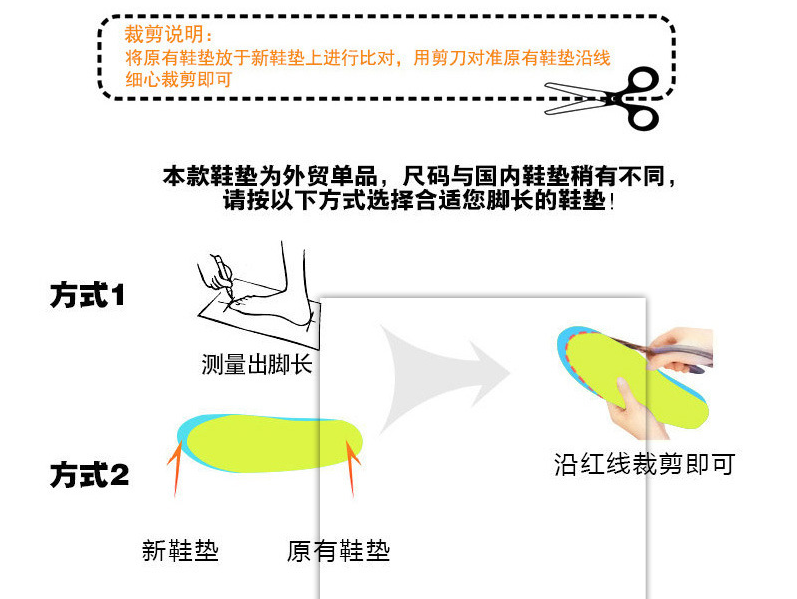 裁剪说明：
将原有鞋垫放于新鞋垫上进行比对，用剪刀对准原有鞋垫沿线
细心裁剪即可
本款鞋垫为外贸单品，尺码与国内鞋垫稍有不同，
请按以下方式选择合适您脚长的鞋垫！
方式1
测量出脚长
方式2
沿红线裁剪即可
新鞋垫
原有鞋垫